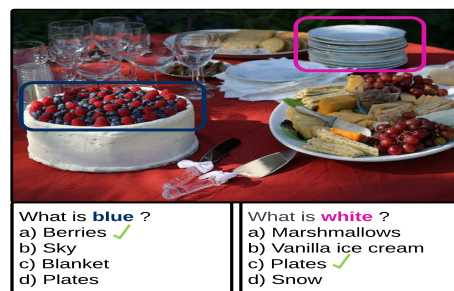 What is blue ?
a) Berries
b) Sky
c) Blanket
d) Plates
What is white ?
a) Marshmallows
b) Vanilla ice cream
c) Plates
d) Snow